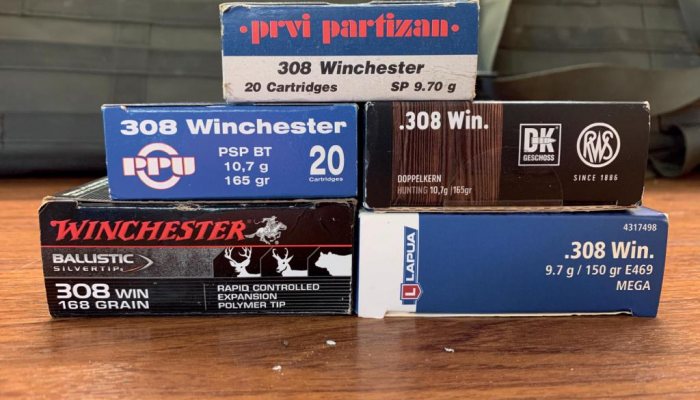 •prvi partizan•
308 Winchester
20 Cartridges SP 9.70 g
308 Winchester
PPU
PSP BT
10,7 g
165 gr
20
Cartridges
.308 Win.
DK
GESCHOSS
RWS
SINCE 1886
DOPPELKERN
HUNTING 10,7g |165gr
WINCHESTER
BALLISTIC
SILVERTIP
308 WIN
168 GRAIN
RAPID CONTROLLED
EXPANSION
POLYMER TIP
LAPUA
4317498
.308 Win.
9.7 g / 150 gr E469
MEGA